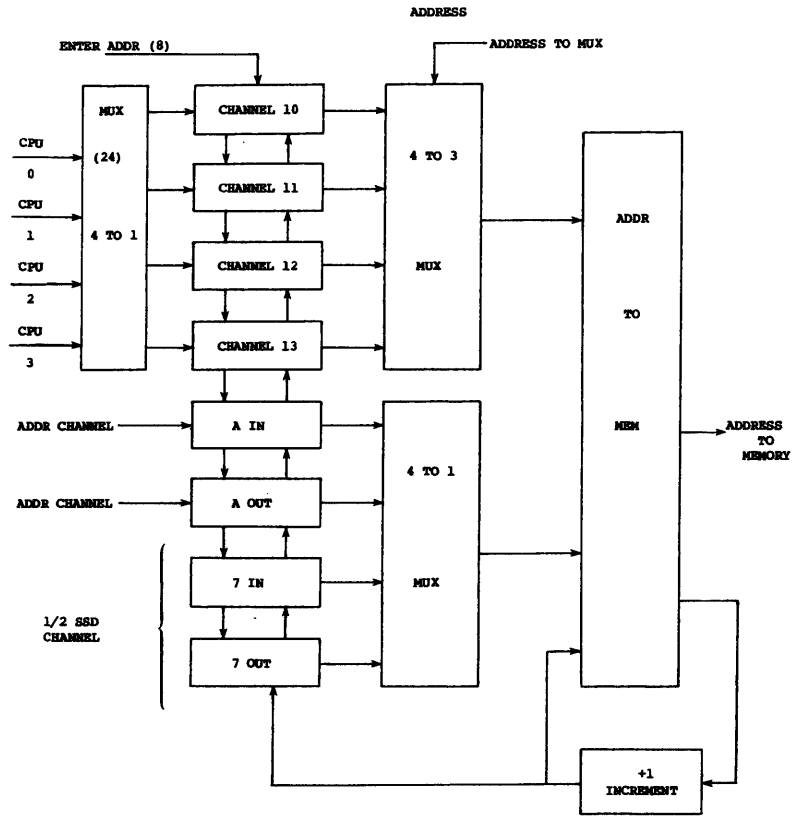 ADDRESS
ENTER ADDR (8)
ADDRESS TO MUX
MUX
(24)
4 TO 1
CPU
0
CPU
1
CPU
2
CPU
3
CHANNEL 10
CHANNEL 11
CHANNEL 12
CHANNEL 13
4 TO 3
MUX
ADDR
TO
MEM
ADDRESS
TO
MEMORY
ADDR CHANNEL
A IN
ADDR CHANNEL
A OUT
4 TO 1
MUX
7 IN
7 OUT
1/2 SSD
CHANNEL
+1
INCREMENT